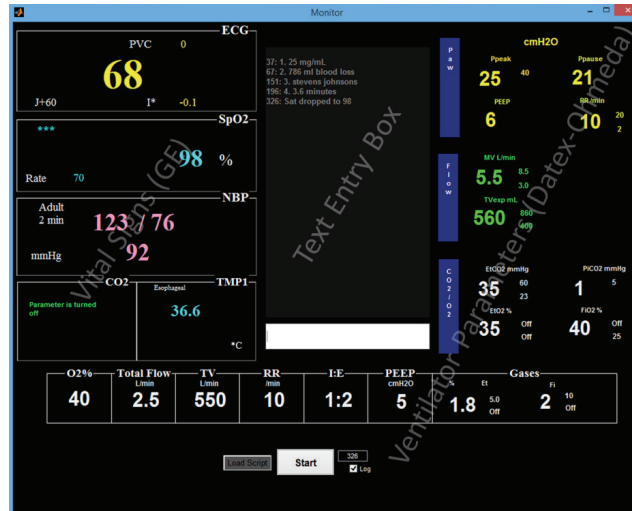 Monitor
ECG
PVC 0
68
J+60 I* -0.1
SpO2
***
98 %
Rate 70
NBP
Adult
2 min
123 / 76
mmHg 92
CO2
Parameter is turned
off
TMP1
Esophageal
36.6
°C
Vital Signs (GE)
37: 1. 25 mg/mL
67: 2. 786 ml blood loss
151: 3. stevens jonsons
196: 4. 3.6 minutes
326: Sat dropped to 98
Text Entry Box
Paw
cmH2O
Ppeak Ppause
25 40 21
PEEP RR/min
6 10 20
2
Flow
MV L/min
5.5 8.5
3.0
TVexp mL
560 860
400
CO2/O2
EtCO2 mmHg PiCO2 mmHg
35 60 1 5
23
EtO2 % FiO2 %
35 Off 40 Off
Off 25
Ventilator Parameters (Datex-Ohmeda)
O2% Total Flow TV RR I:E PEEP Gases
L/min L/min /min cmH2O % Et Fi
40 2.5 550 10 1:2 5 1.8 5.0 2 10
Off Off
Load Script Start 326
Log